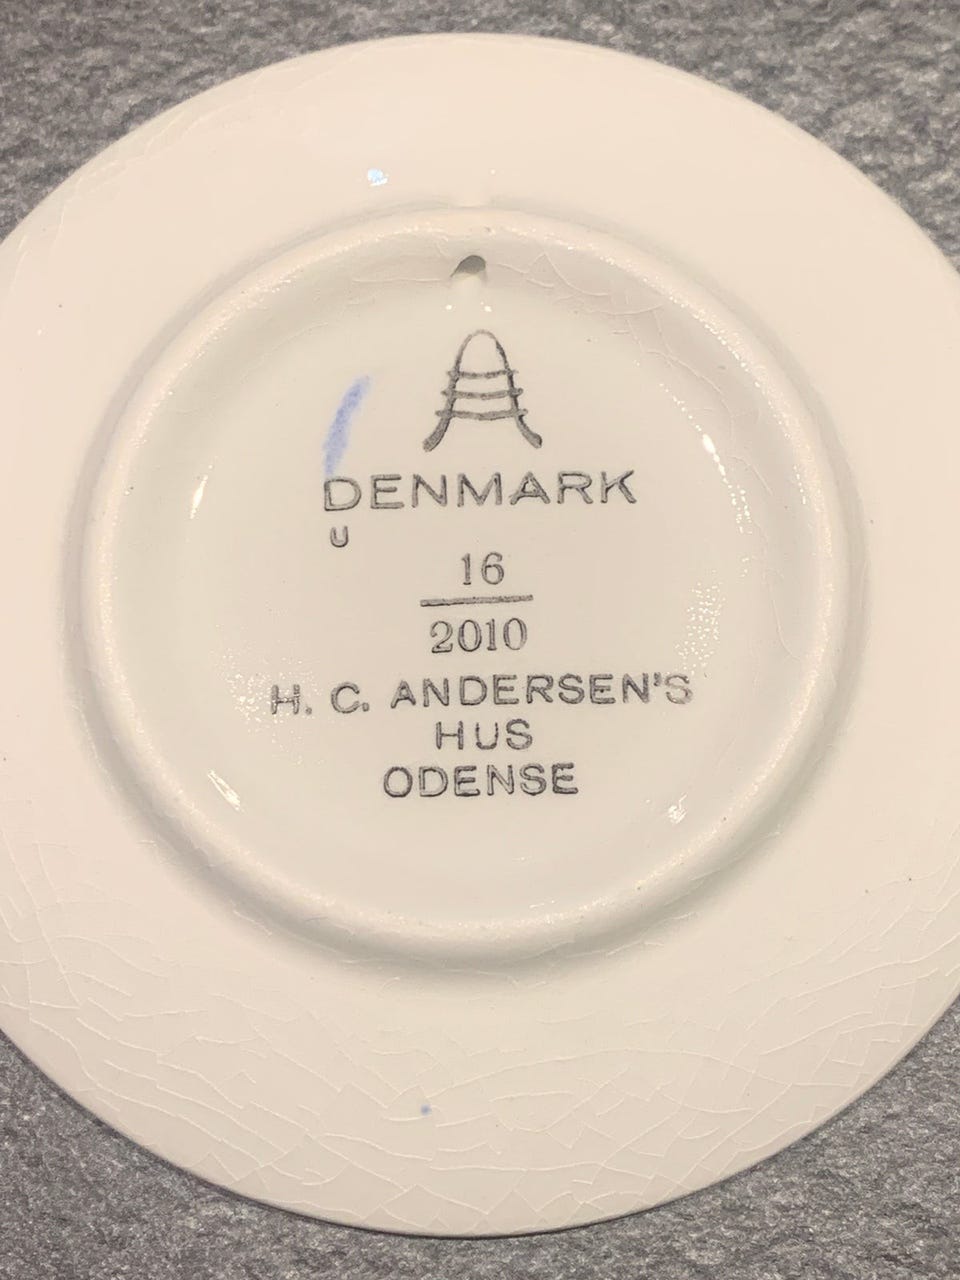 DENMARK
U
16
2010
H. C. ANDERSEN'S
HUS
ODENSE